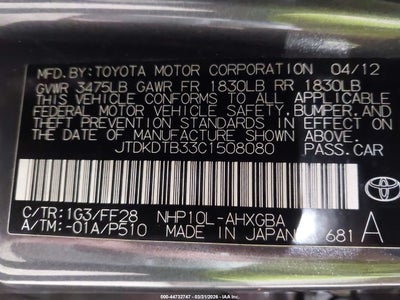 MFD. BY: TOYOTA MOTOR CORPORATION 04/12
GVWR 3475LB GAWR FR 1830LB RR 1830LB
THIS VEHICLE CONFORMS TO ALL APPLICABLE
FEDERAL MOTOR VEHICLE SAFETY, BUMPER, AND
THEFT PREVENTION STANDARDS IN EFFECT ON
THE DATE OF MANUFACTURE SHOWN ABOVE.
JTDKDTB33C1508080 PASS.CAR
TOYOTA
C/TR: 1G3/FF28 NHP10L-AHXGBA A
A/TM: -01A/P510 MADE IN JAPAN 681
000-44732747 - 03/31/2026 - IAA